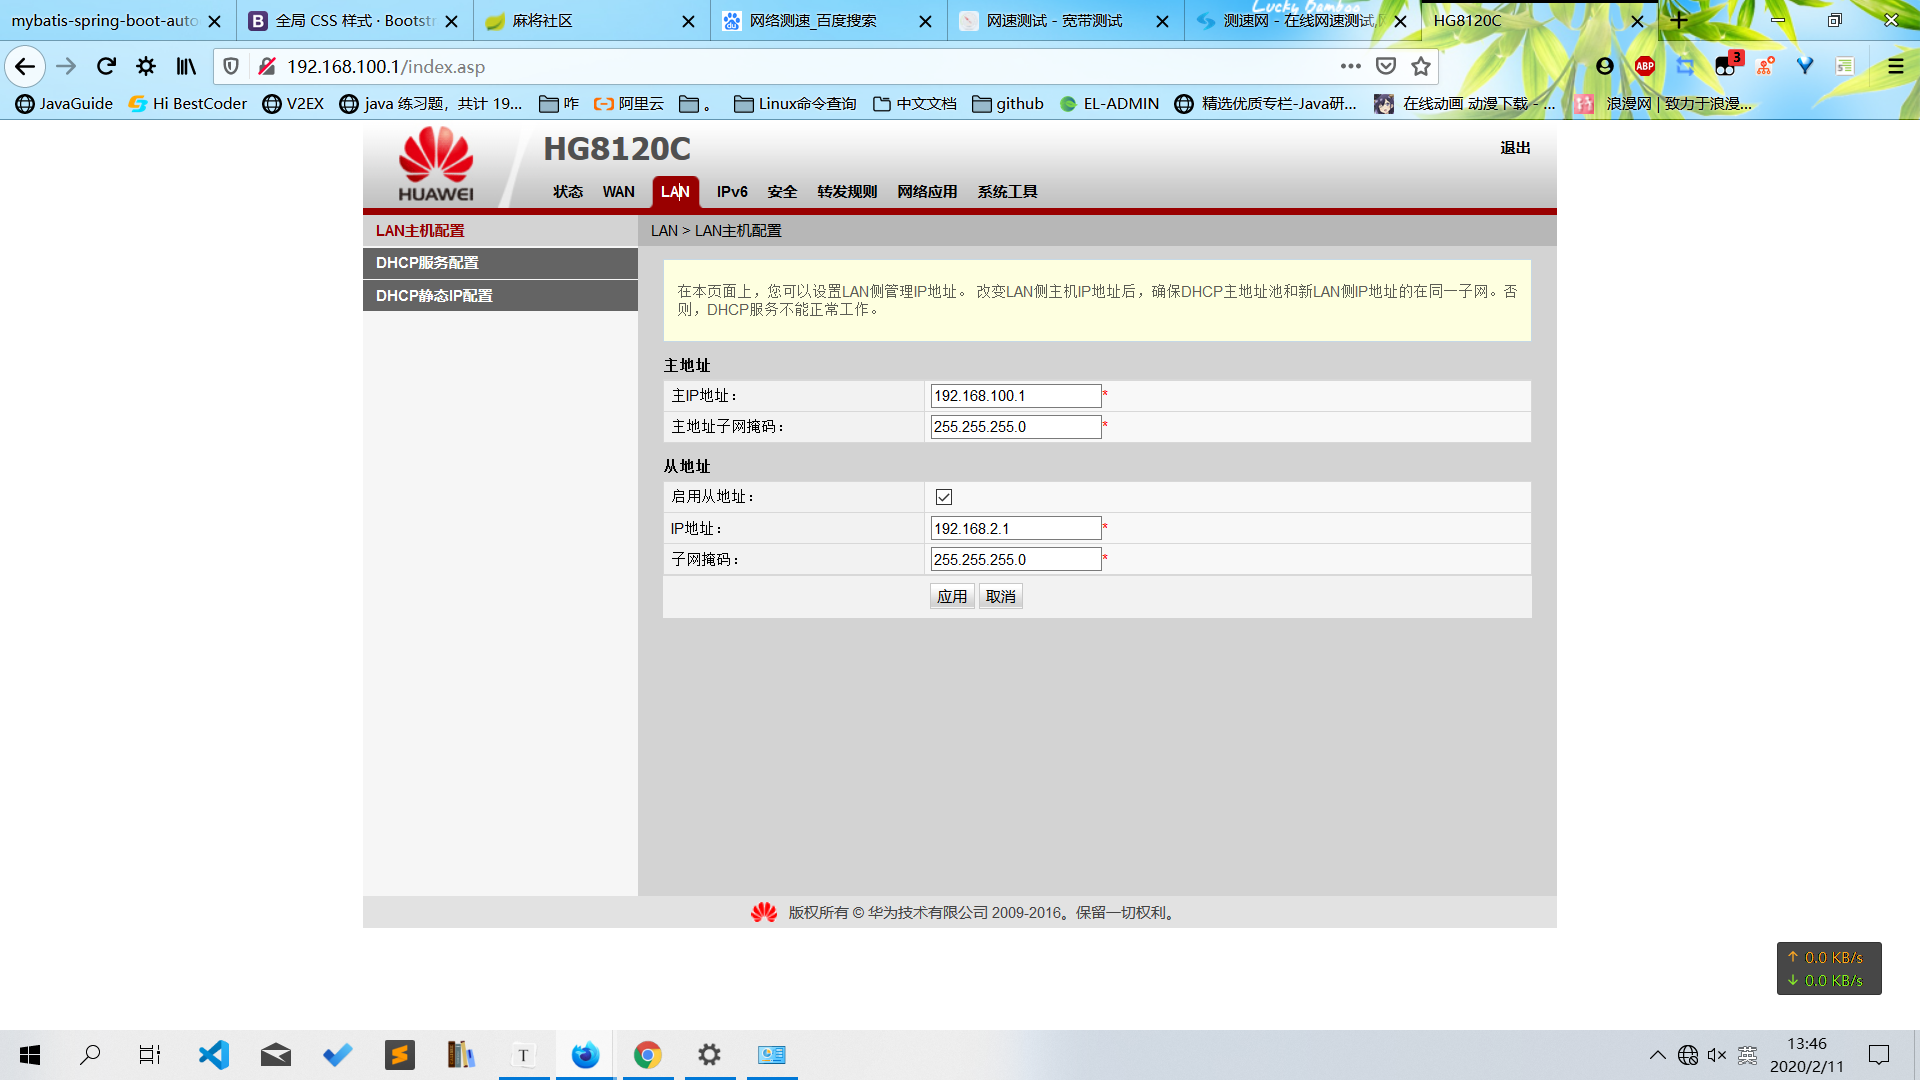 mybatis-spring-boot-auto
全局 CSS 样式 · Bootstr
麻将社区
网络测速_百度搜索
网速测试 - 宽带测试
测速网 - 在线网速测试,网
HG8120C
Lucky Bamboo
192.168.100.1/index.asp
ABP
3
JavaGuide
Hi BestCoder
V2EX
java 练习题，共计 19...
咋
阿里云
。
Linux命令查询
中文文档
github
EL-ADMIN
精选优质专栏-Java研...
在线动画 动漫下载 - ...
浪漫网 | 致力于浪漫...
HUAWEI
HG8120C
退出
状态
WAN
LAN
IPv6
安全
转发规则
网络应用
系统工具
LAN主机配置
LAN > LAN主机配置
DHCP服务配置
DHCP静态IP配置
在本页面上，您可以设置LAN侧管理IP地址。 改变LAN侧主机IP地址后，确保DHCP主地址池和新LAN侧IP地址的在同一子网。否
则，DHCP服务不能正常工作。
主地址
主IP地址：
192.168.100.1
*
主地址子网掩码：
255.255.255.0
*
从地址
启用从地址：
IP地址：
192.168.2.1
*
子网掩码：
255.255.255.0
*
应用
取消
版权所有 © 华为技术有限公司 2009-2016。保留一切权利。
↑ 0.0 KB/s
↓ 0.0 KB/s
T
英
13:46
2020/2/11